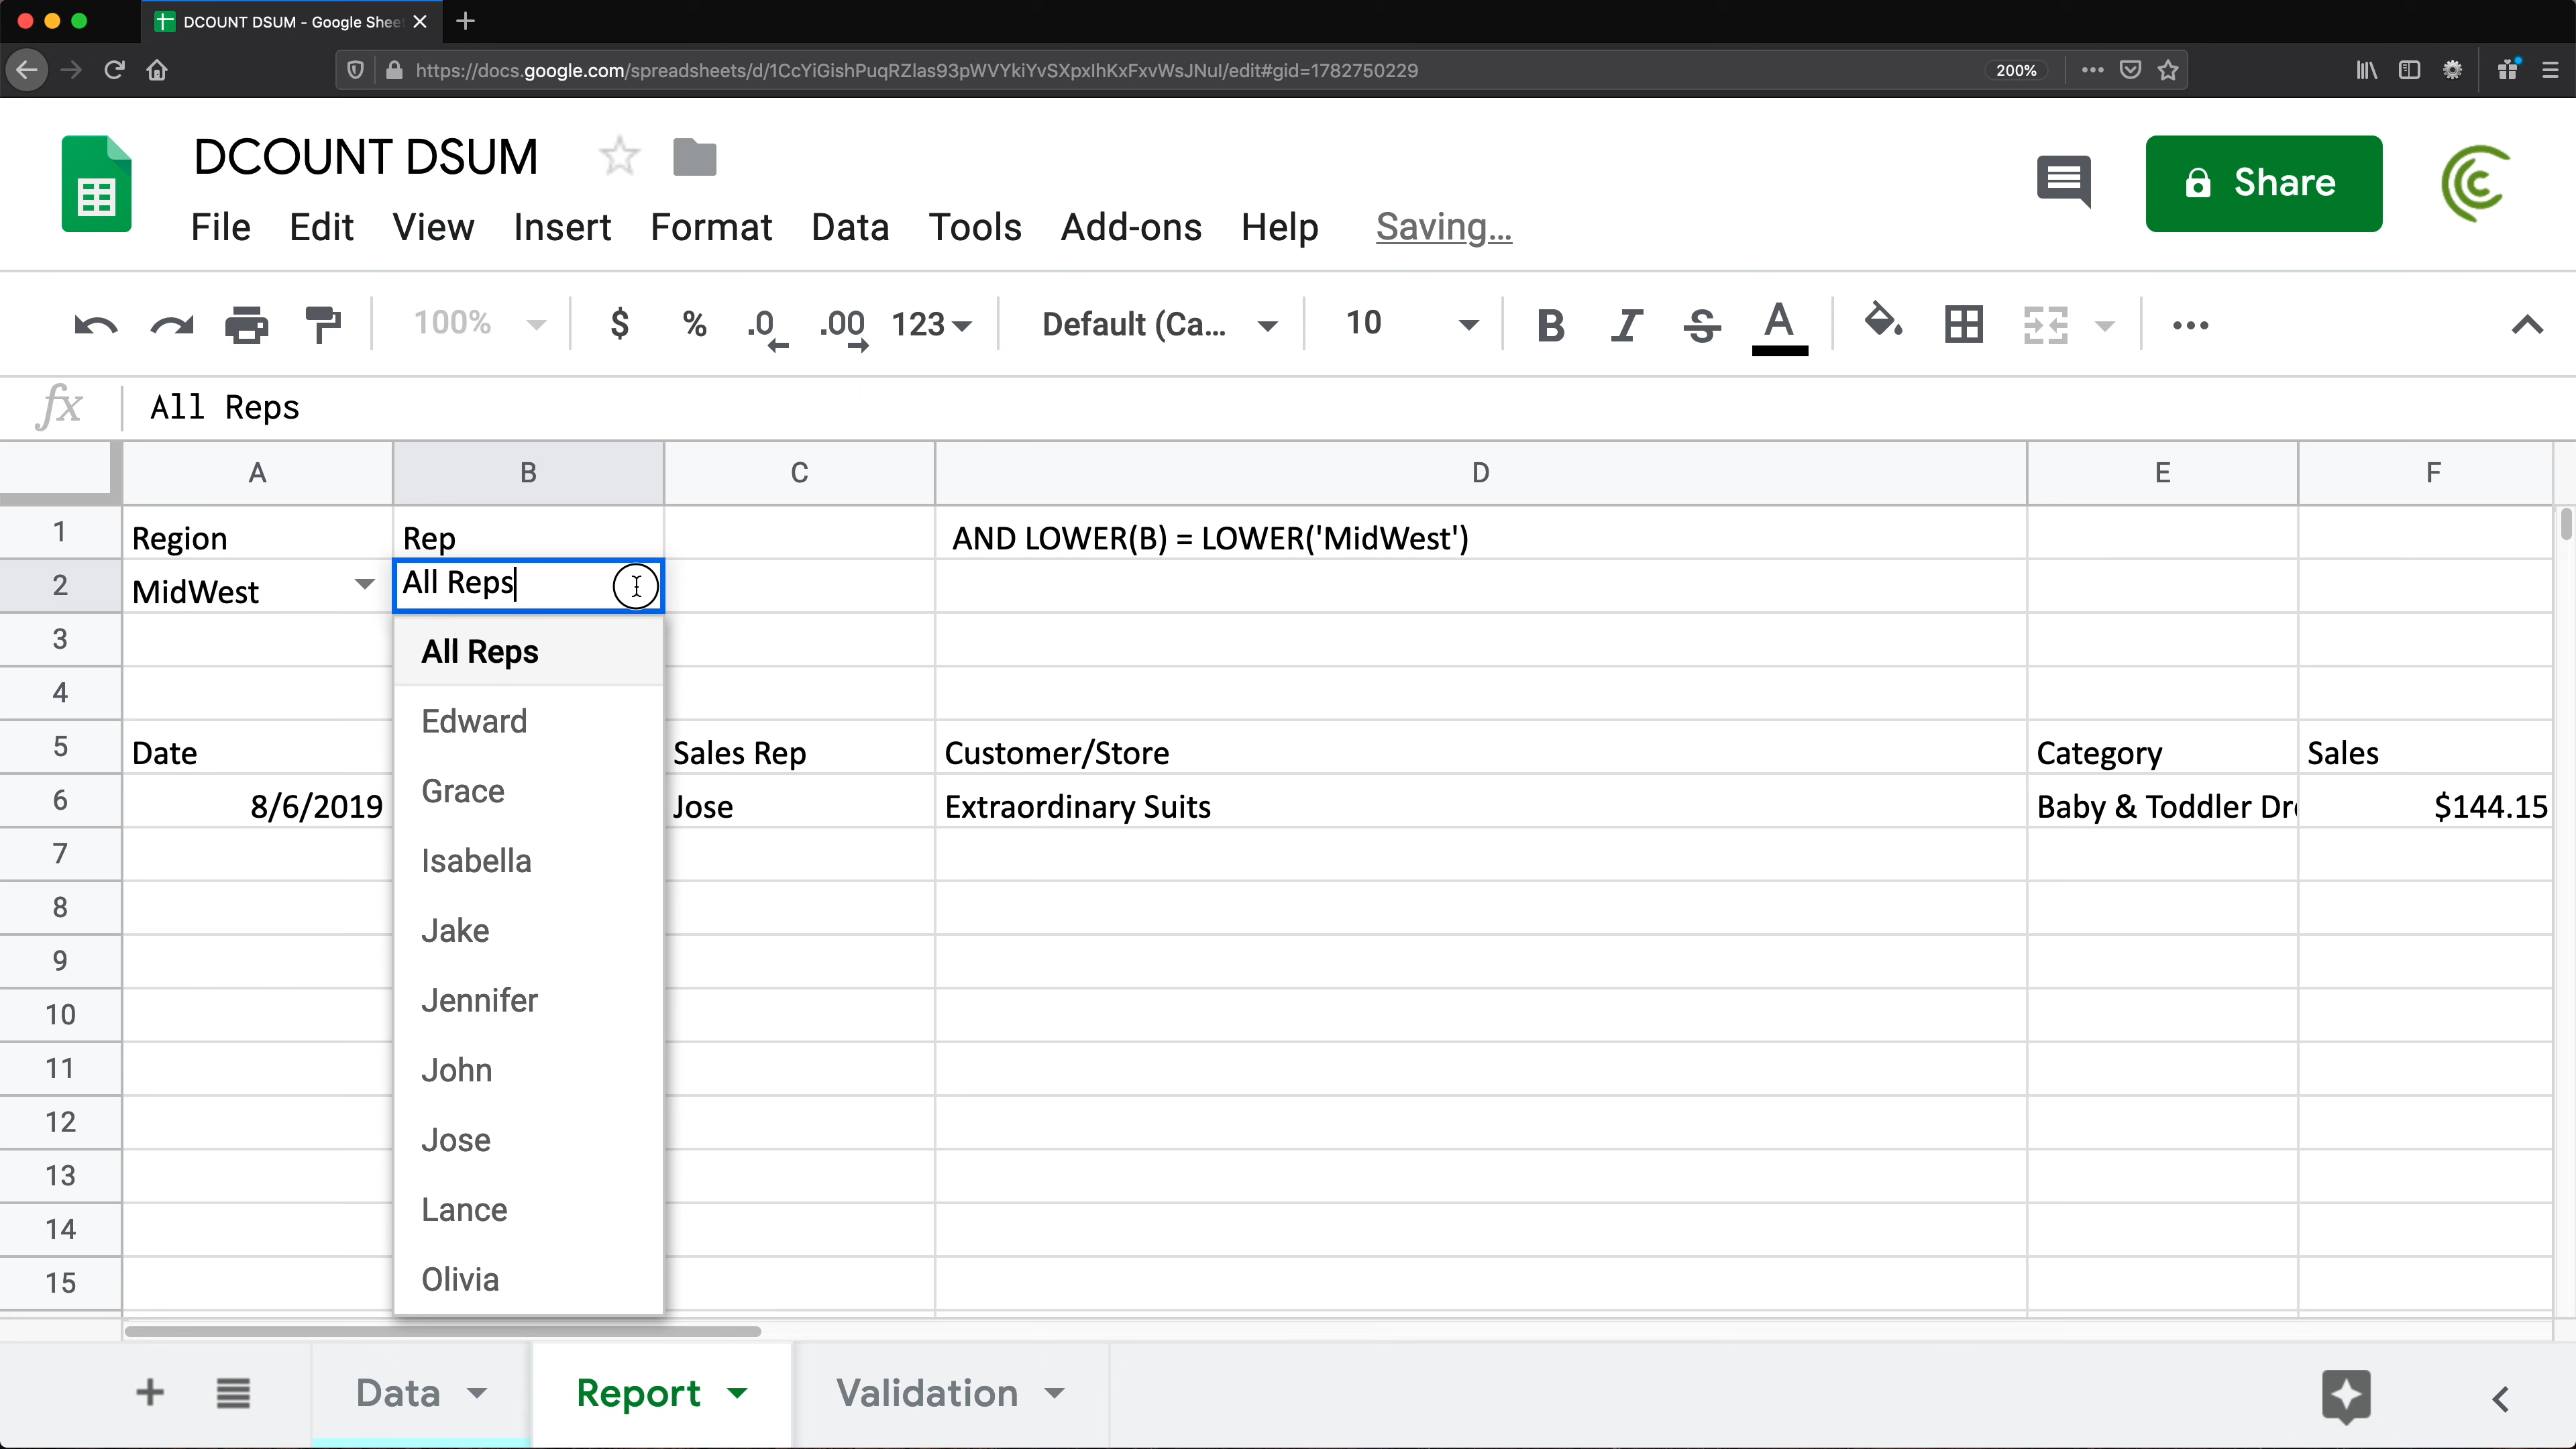 DCOUNT DSUM - Google Shee
https://docs.google.com/spreadsheets/d/1CcYiGishPuqRZlas93pWVYkiYvSXpxlhKxFxvWsJNuI/edit#gid=1782750229 200%
DCOUNT DSUM
Share
File Edit View Insert Format Data Tools Add-ons Help Saving...
100% $ % .0 .00 123 Default (Ca... 10 B I S A
fx All Reps
A B C D E F
1 Region Rep AND LOWER(B) = LOWER('MidWest')
2 MidWest All Reps
3
All Reps
4
Edward
5 Date Sales Rep Customer/Store Category Sales
Grace
6 8/6/2019 Jose Extraordinary Suits Baby & Toddler Dr $144.15
7
Isabella
8
Jake
9
10
Jennifer
11
John
12
Jose
13
14
Lance
15
Olivia
Data Report Validation